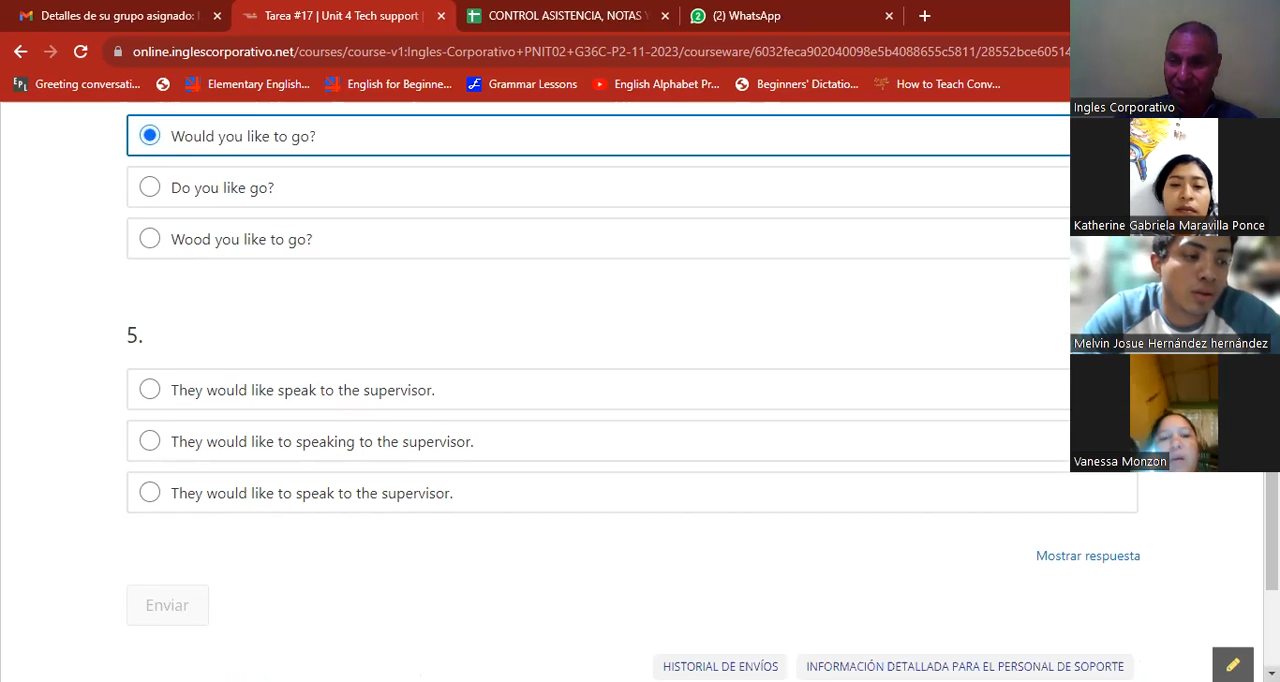 Detalles de su grupo asignado: 1
Tarea #17 | Unit 4 Tech support |
CONTROL ASISTENCIA, NOTAS Y
(2) WhatsApp
online.inglescorporativo.net/courses/course-v1:Ingles-Corporativo+PNIT02+G36C-P2-11-2023/courseware/6032feca902040098e5b4088655c5811/28552bce60514
Greeting conversati...
Elementary English...
English for Beginne...
Grammar Lessons
English Alphabet Pr...
Beginners' Dictatio...
How to Teach Conv...
Ingles Corporativo
Would you like to go?
Do you like go?
Katherine Gabriela Maravilla Ponce
Wood you like to go?
5.
Melvin Josue Hernández hernández
They would like speak to the supervisor.
They would like to speaking to the supervisor.
Vanessa Monzon
They would like to speak to the supervisor.
Mostrar respuesta
Enviar
HISTORIAL DE ENVÍOS
INFORMACIÓN DETALLADA PARA EL PERSONAL DE SOPORTE